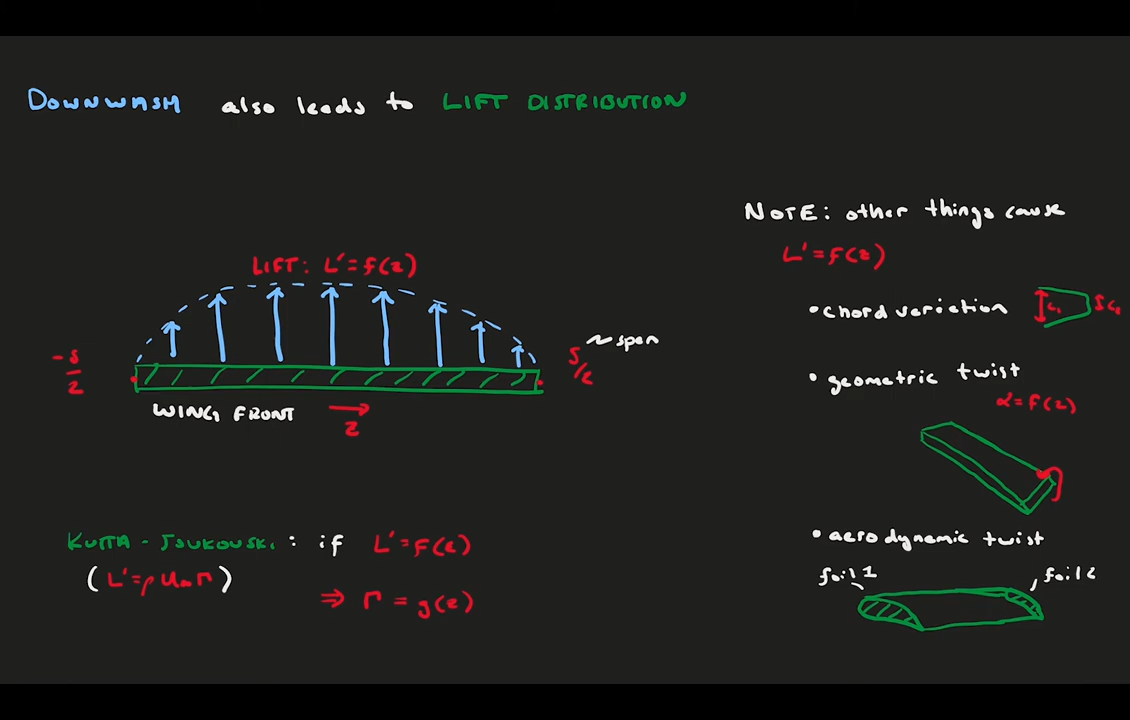 DOWNWASH also leads to LIFT DISTRIBUTION
NOTE: other things cause
L' = f(z)
LIFT: L' = f(z)
• chord variation
c₁
• geometric twist
α = f(z)
-s/2
s/2
~ span
WING FRONT
z
• aerodynamic twist
foil 1
foil 2
KUTTA - JOUKOWSKI : if L' = f(z)
(L' = ρ U∞ Γ)
⇒ Γ = g(z)